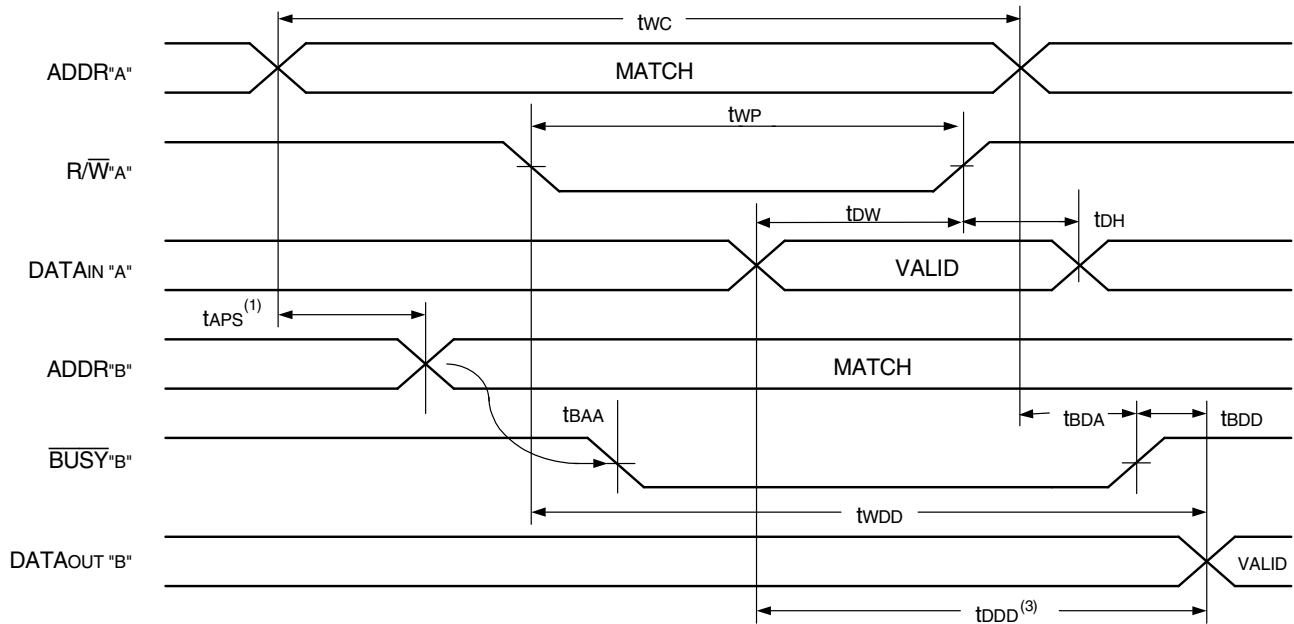 tWC
ADDR"A"
MATCH
tWP
R/W̅"A"
tDW
tDH
DATAIN "A"
VALID
tAPS(1)
ADDR"B"
MATCH
tBAA
tBDA
tBDD
B̅U̅S̅Y̅"B"
tWDD
DATAOUT "B"
VALID
tDDD(3)